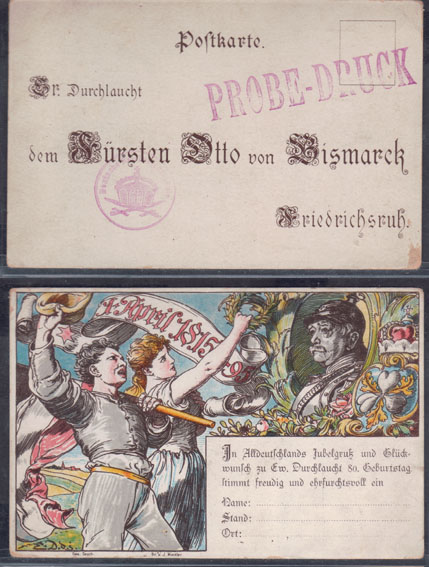 Postkarte.
PROBE-DRUCK
Sr. Durchlaucht
dem Fürsten Otto von Bismarck
Friedrichsruh.
1. April 1815
95
In Alldeutschlands Jubelgruß und Glück-
wunsch zu Ew. Durchlaucht 80. Geburtstag
stimmt freudig und ehrfurchtsvoll ein
Name:
Stand:
Ort: